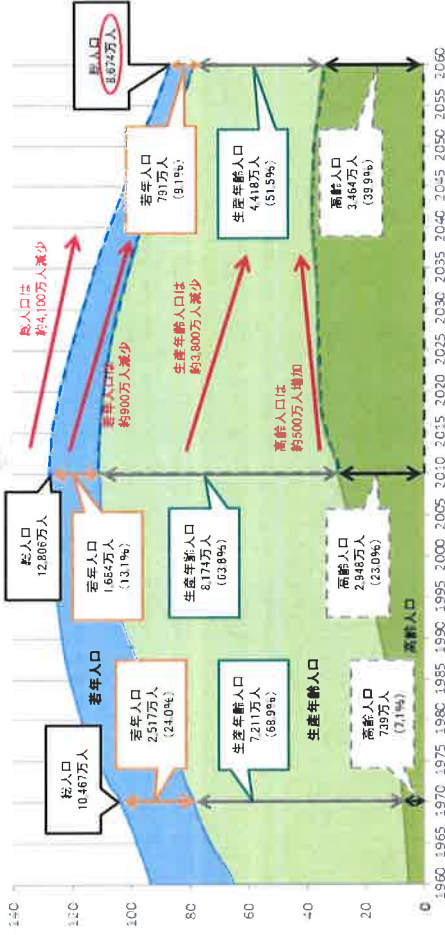 140
120
100
80
60
40
20
0
総人口
10,467万人
若年人口
2,517万人
(24.0%)
生産年齢人口
7,211万人
(68.9%)
高齢人口
739万人
(7.1%)
若年人口
生産年齢人口
高齢人口
総人口
12,806万人
若年人口
1,684万人
(13.1%)
生産年齢人口
8,174万人
(63.8%)
高齢人口
2,948万人
(23.0%)
総人口は
約4,100万人減少
若年人口は
約900万人減少
生産年齢人口は
約3,800万人減少
高齢人口は
約500万人増加
総人口
8,674万人
若年人口
791万人
(9.1%)
生産年齢人口
4,418万人
(51.5%)
高齢人口
3,464万人
(39.9%)
1960 1965 1970 1975 1980 1985 1990 1995 2000 2005 2010 2015 2020 2025 2030 2035 2040 2045 2050 2055 2060